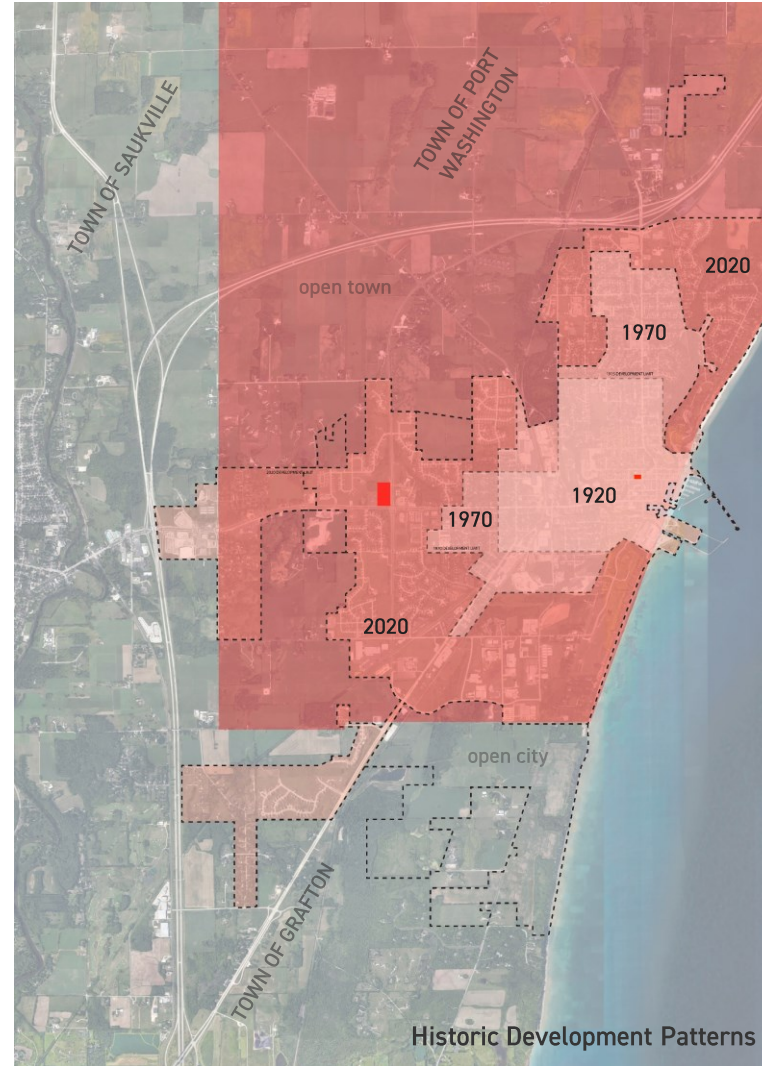 TOWN OF SAUKVILLE
TOWN OF PORT
WASHINGTON
2020
open town
1970
1920
1970
2020
open city
TOWN OF GRAFTON
Historic Development Patterns